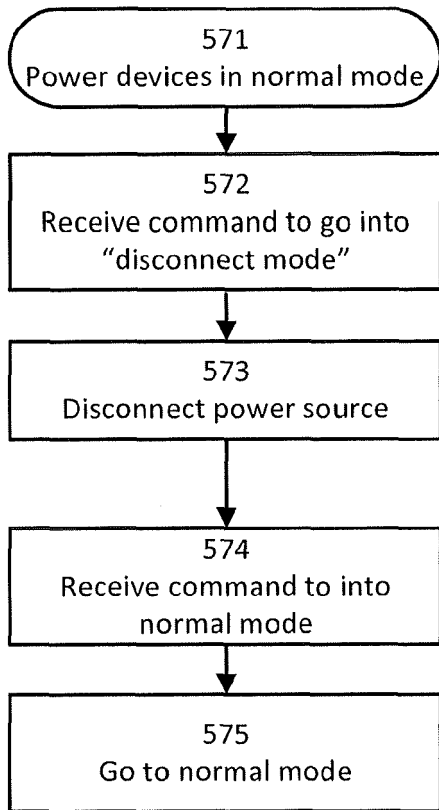 571
Power devices in normal mode
572
Receive command to go into
“disconnect mode”
573
Disconnect power source
574
Receive command to into
normal mode
575
Go to normal mode